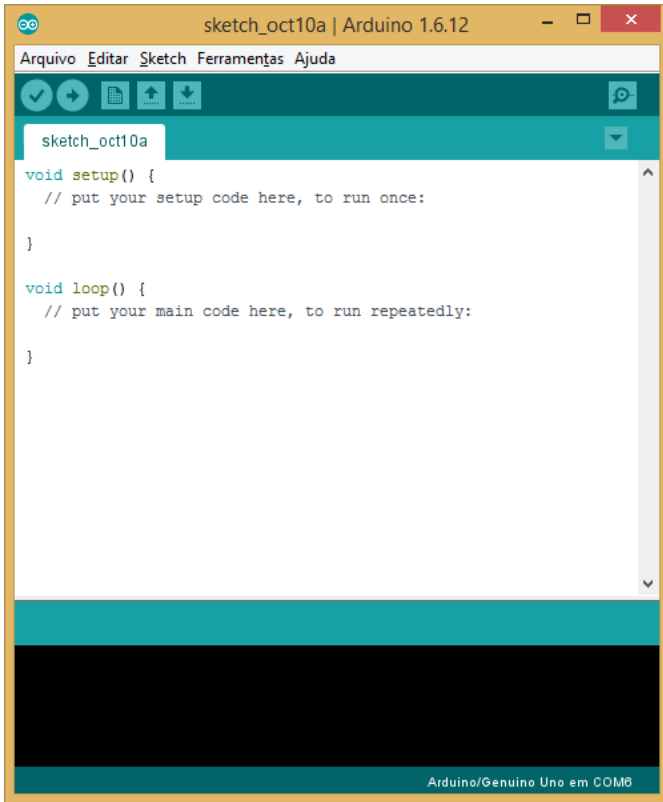 sketch_oct10a | Arduino 1.6.12
Arquivo Editar Sketch Ferramentas Ajuda
sketch_oct10a
void setup() {
  // put your setup code here, to run once:
}
void loop() {
  // put your main code here, to run repeatedly:
}
Arduino/Genuino Uno em COM6